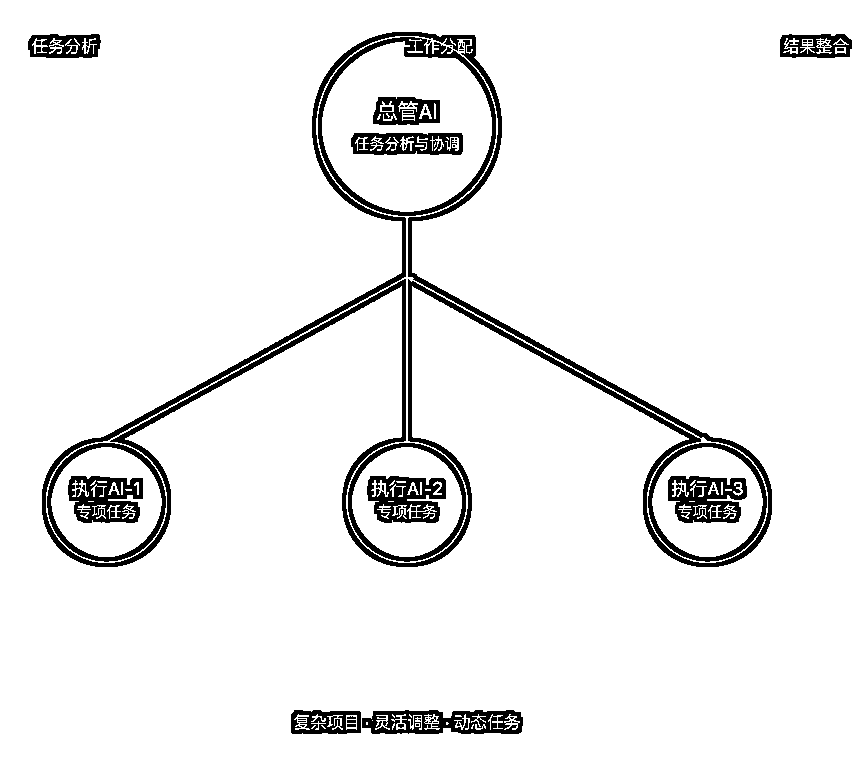 任务分析
工作分配
结果整合
总管AI
任务分析与协调
执行AI-1
专项任务
执行AI-2
专项任务
执行AI-3
专项任务
复杂项目·灵活调整·动态任务